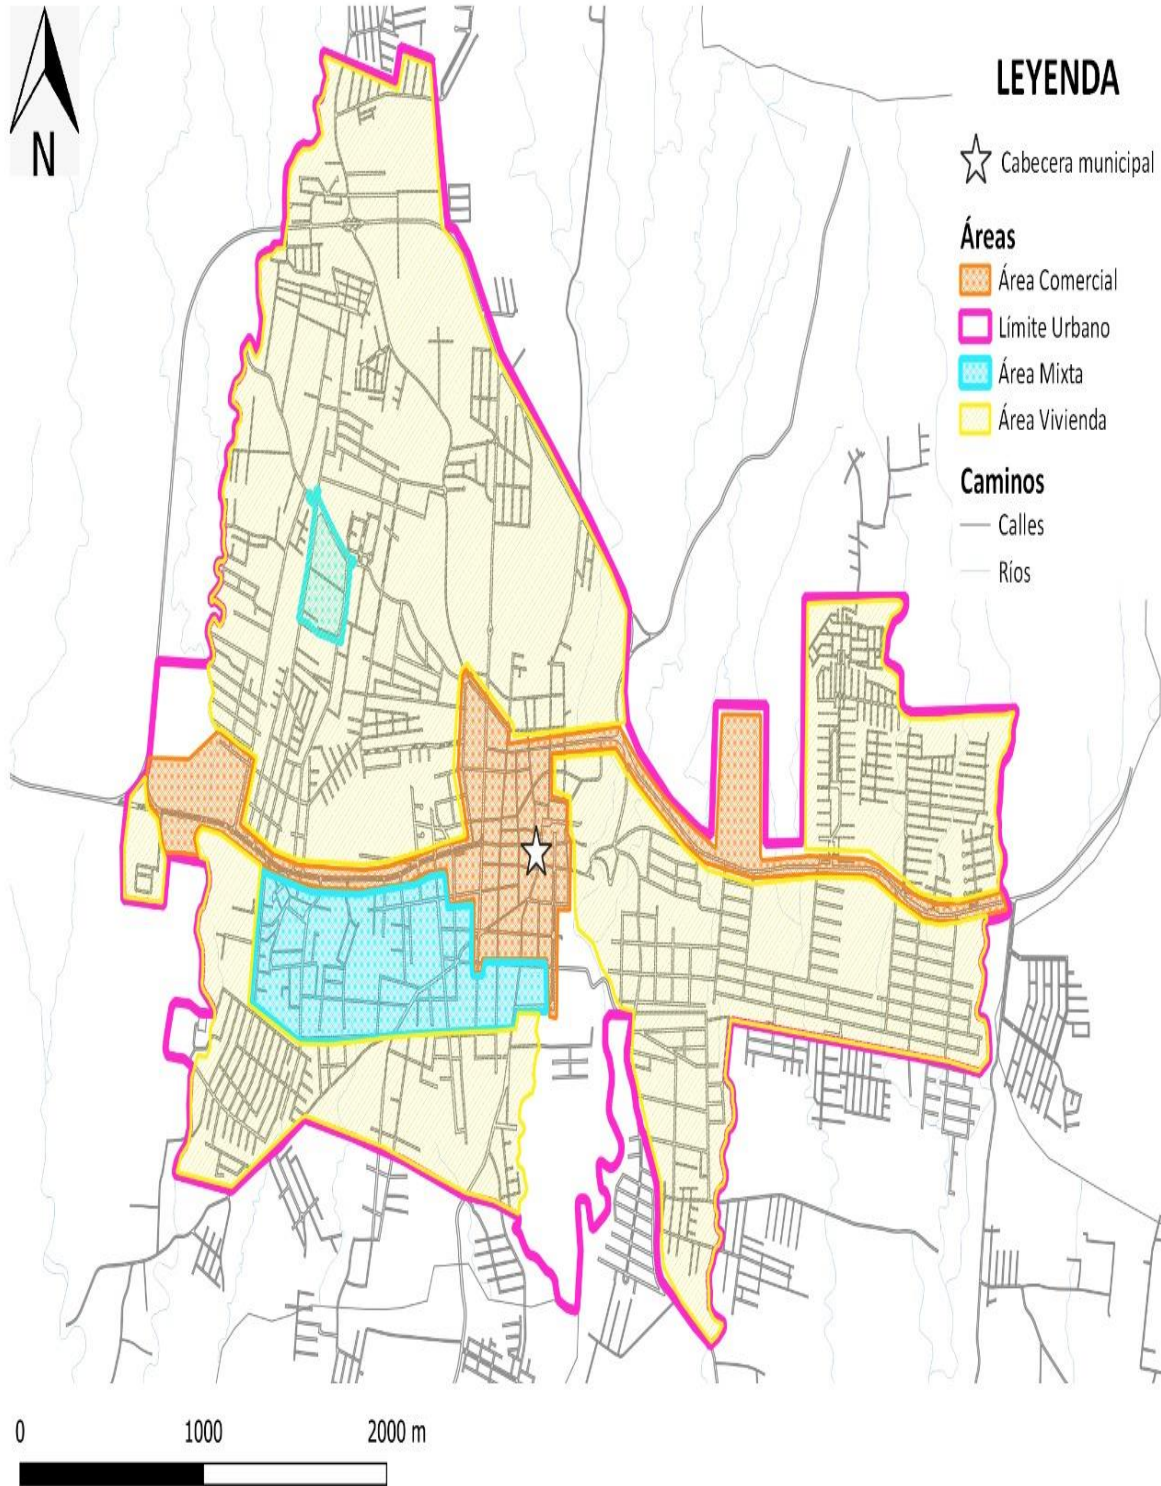 N
LEYENDA
Cabecera municipal
Áreas
Área Comercial
Límite Urbano
Área Mixta
Área Vivienda
Caminos
Calles
Ríos
0 1000 2000 m